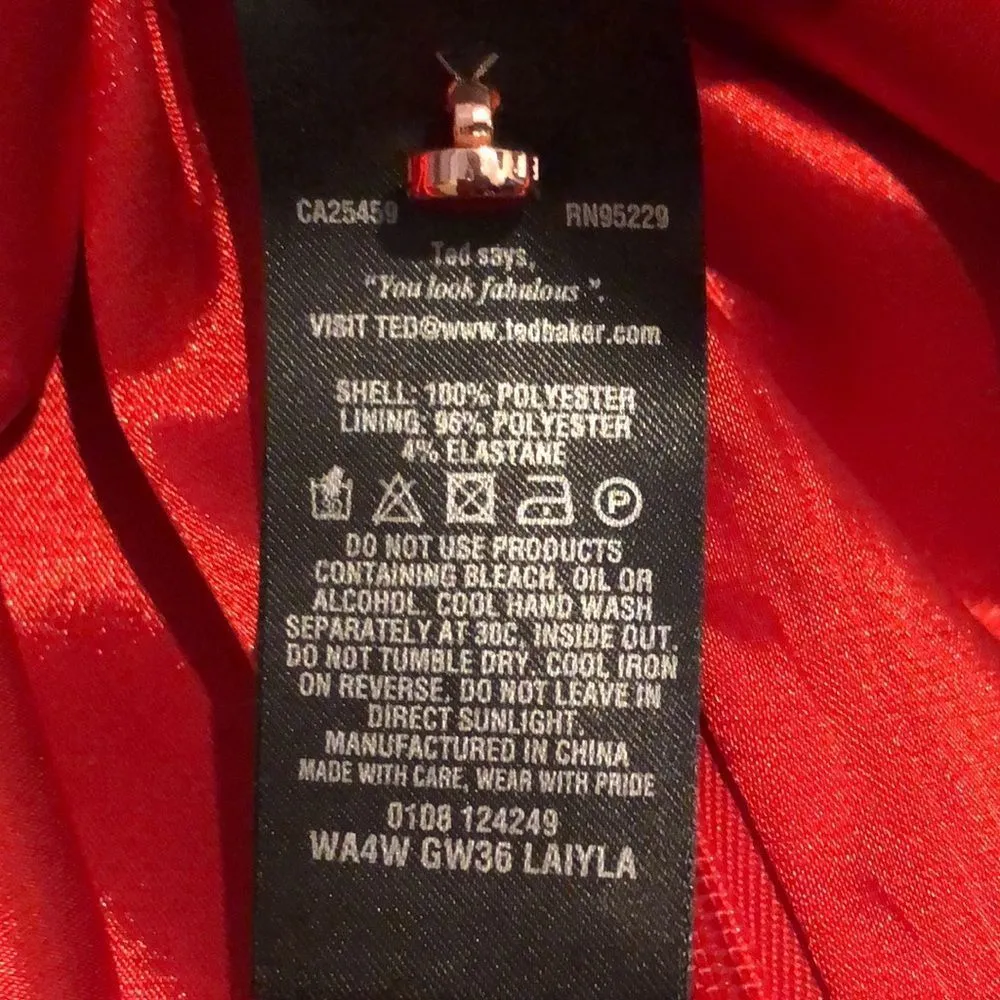 CA25459 RN95229
Ted says,
"You look fabulous".
VISIT TED@www.tedbaker.com
SHELL: 100% POLYESTER
LINING: 96% POLYESTER
4% ELASTANE
30 P
DO NOT USE PRODUCTS
CONTAINING BLEACH, OIL OR
ALCOHOL. COOL HAND WASH
SEPARATELY AT 30C, INSIDE OUT.
DO NOT TUMBLE DRY. COOL IRON
ON REVERSE. DO NOT LEAVE IN
DIRECT SUNLIGHT.
MANUFACTURED IN CHINA
MADE WITH CARE, WEAR WITH PRIDE
0108 124249
WA4W GW36 LAIYLA